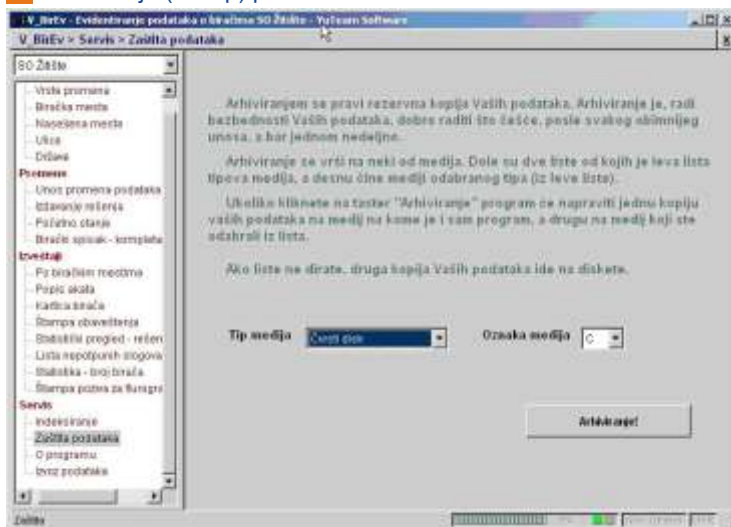 V_BirEv - Evidentiranje podataka o biračima SO Žitište - YuTeam Software
V_BirEv > Servis > Zaštita podataka
SO Žitište
Vrste promena
Biračka mesta
Naseljena mesta
Ulice
Države
Promene
Unos promena podataka
Izdavanje rešenja
Početno stanje
Birački spisak - kompleta
Izveštaji
Po biračkim mestima
Popis akata
Kartica birača
Štampa obaveštenja
Statistički pregled - rešen
Lista nepotpunih slogova
Statistika - broj birača
Štampa poziva za flurogra
Servis
Indeksiranje
Zaštita podataka
O programu
Izvoz podataka
Arhiviranjem se pravi rezervna kopija Vaših podataka. Arhiviranje je, radi
bezbednosti Vaših podataka, dobro raditi što češće, posle svakog obimnijeg
unosa, a bar jednom nedeljno.
Arhiviranje se vrši na neki od medija. Dole su dve liste od kojih je leva lista
tipova medija, a desnu čine mediji odabranog tipa (iz leve liste).
Ukoliko kliknete na taster "Arhiviranje" program će napraviti jednu kopiju
vaših podataka na medij na kome je i sam program, a drugu na medij koji ste
odabrali iz lista.
Ako liste ne dirate, druga kopija Vaših podataka ide na diskete.
Tip medija Čvrsti disk Oznaka medija C
Arhiviranje!
Zaštita